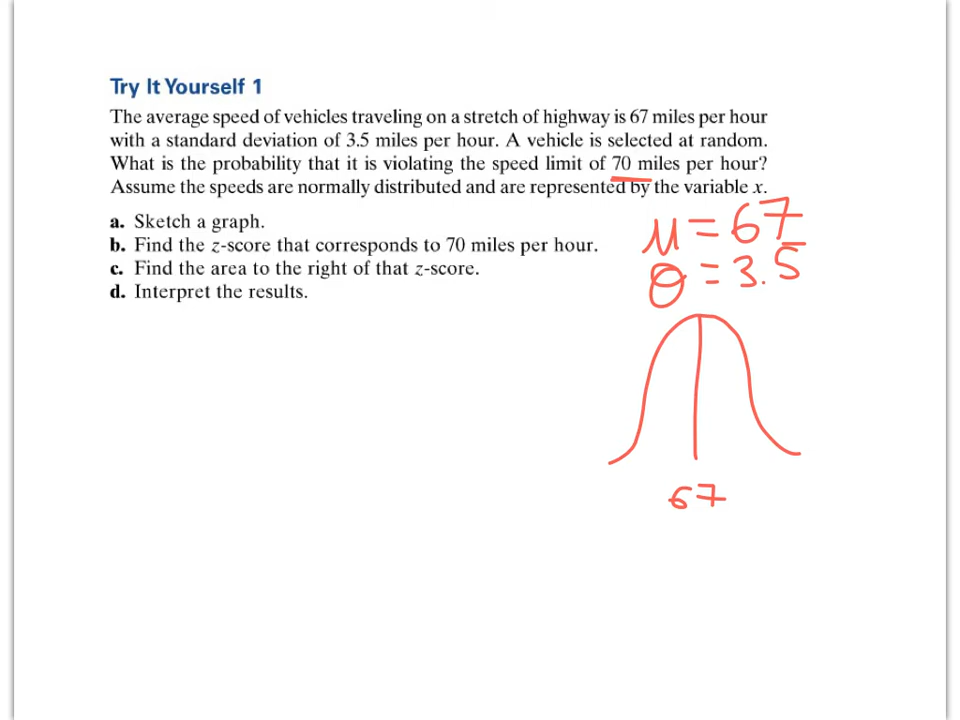 Try It Yourself 1
The average speed of vehicles traveling on a stretch of highway is 67 miles per hour
with a standard deviation of 3.5 miles per hour. A vehicle is selected at random.
What is the probability that it is violating the speed limit of 70 miles per hour?
Assume the speeds are normally distributed and are represented by the variable x.
a. Sketch a graph.
b. Find the z-score that corresponds to 70 miles per hour.
c. Find the area to the right of that z-score.
d. Interpret the results.
μ = 67
σ = 3.5
67